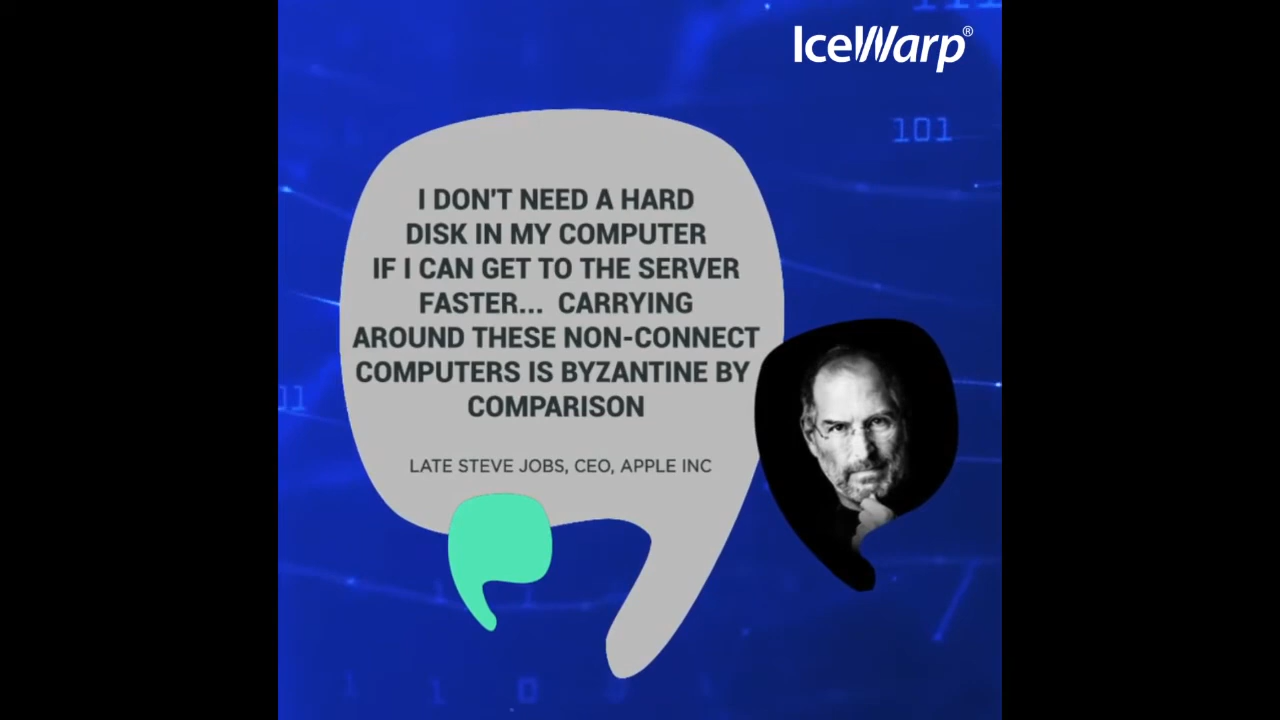 IceWarp®
101
I DON'T NEED A HARD
DISK IN MY COMPUTER
IF I CAN GET TO THE SERVER
FASTER... CARRYING
AROUND THESE NON-CONNECT
COMPUTERS IS BYZANTINE BY
COMPARISON
LATE STEVE JOBS, CEO, APPLE INC